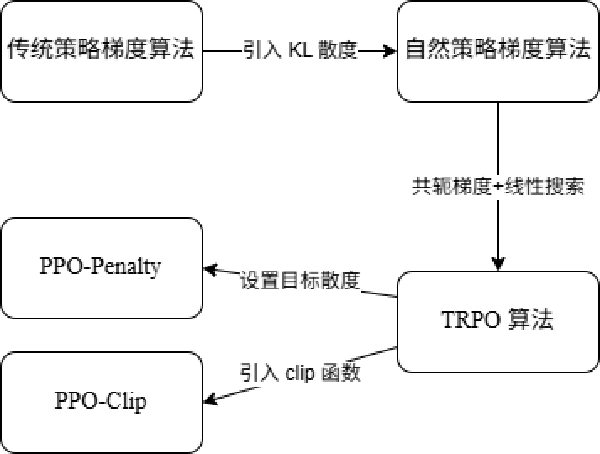 传统策略梯度算法
引入 KL 散度
自然策略梯度算法
共轭梯度+线性搜索
PPO-Penalty
设置目标散度
TRPO 算法
引入 clip 函数
PPO-Clip